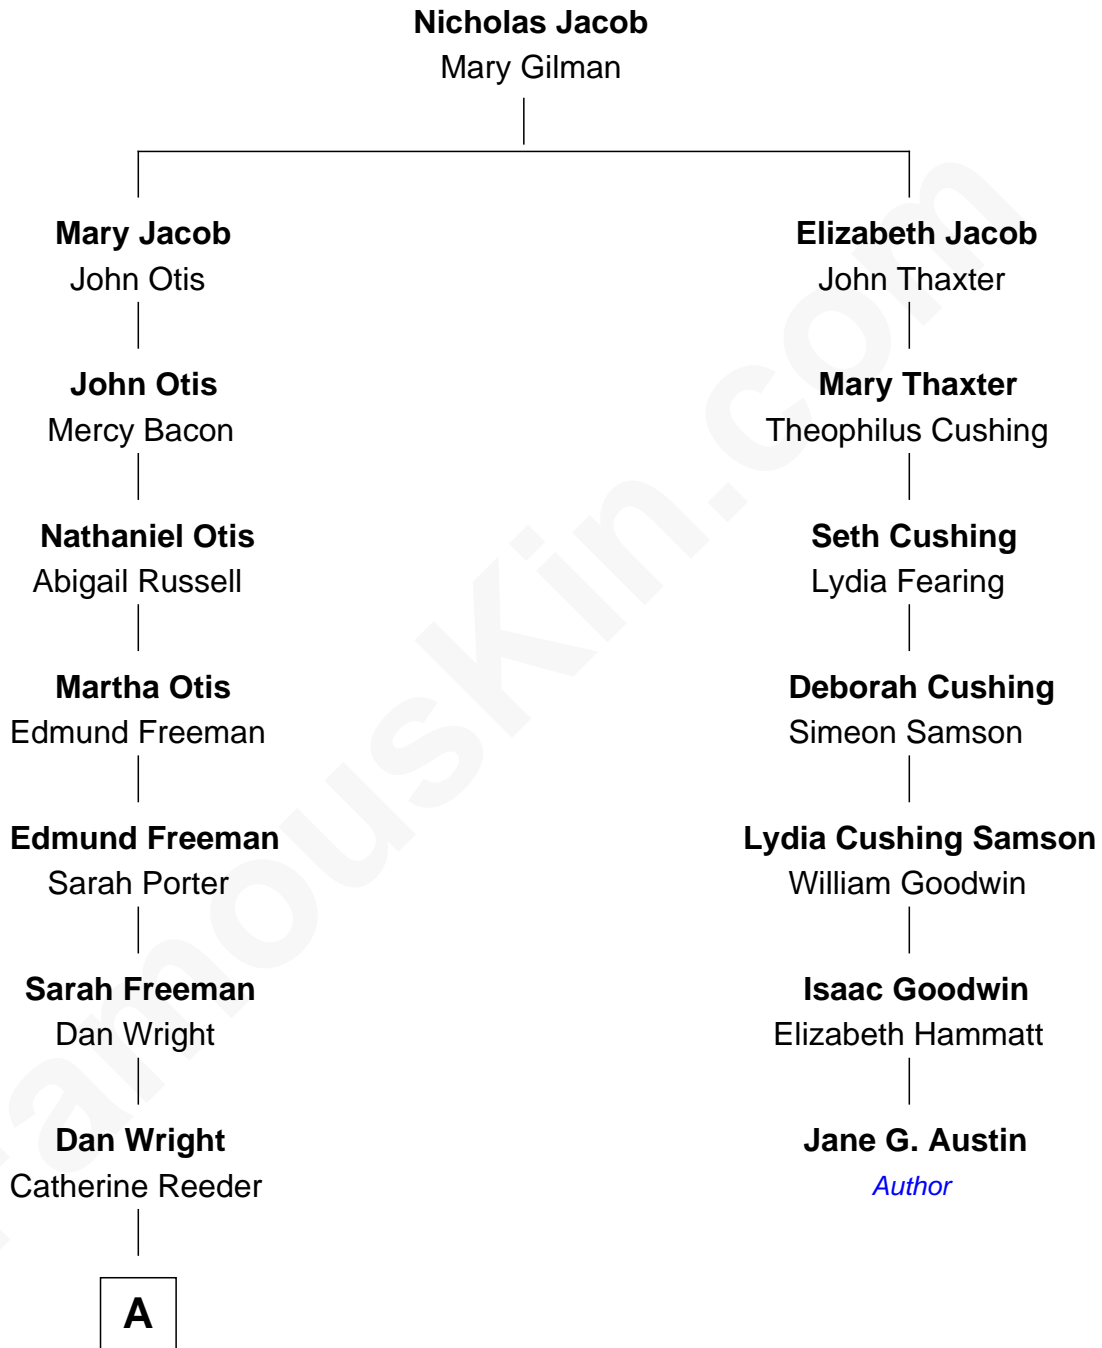 Nicholas Jacob
Mary Gilman
Mary Jacob
John Otis
Elizabeth Jacob
John Thaxter
John Otis
Mercy Bacon
Mary Thaxter
Theophilus Cushing
Nathaniel Otis
Abigail Russell
Seth Cushing
Lydia Fearing
Martha Otis
Edmund Freeman
Deborah Cushing
Simeon Samson
Edmund Freeman
Sarah Porter
Lydia Cushing Samson
William Goodwin
Sarah Freeman
Dan Wright
Isaac Goodwin
Elizabeth Hammatt
Dan Wright
Catherine Reeder
Jane G. Austin
Author
A
FamousKin.com